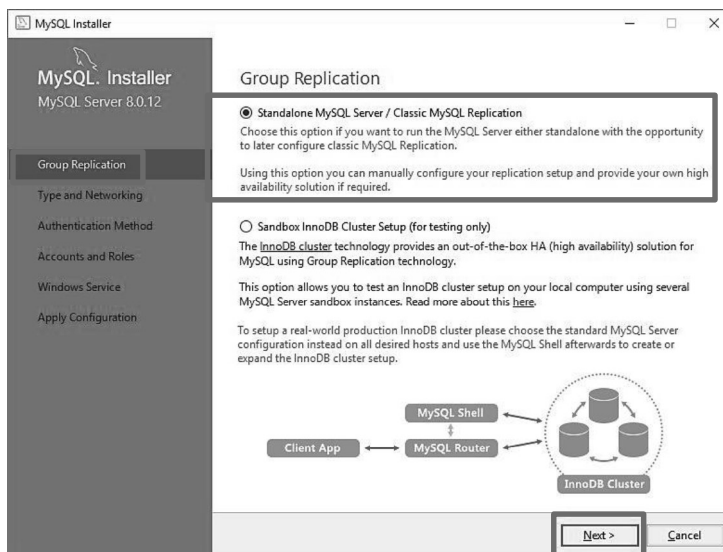 MySQL Installer
MySQL. Installer
MySQL Server 8.0.12
Group Replication
Type and Networking
Authentication Method
Accounts and Roles
Windows Service
Apply Configuration
Group Replication
Standalone MySQL Server / Classic MySQL Replication
Choose this option if you want to run the MySQL Server either standalone with the opportunity
to later configure classic MySQL Replication.
Using this option you can manually configure your replication setup and provide your own high
availability solution if required.
Sandbox InnoDB Cluster Setup (for testing only)
The InnoDB cluster technology provides an out-of-the-box HA (high availability) solution for
MySQL using Group Replication technology.
This option allows you to test an InnoDB cluster setup on your local computer using several
MySQL Server sandbox instances. Read more about this here.
To setup a real-world production InnoDB cluster please choose the standard MySQL Server
configuration instead on all desired hosts and use the MySQL Shell afterwards to create or
expand the InnoDB cluster setup.
MySQL Shell
Client App
MySQL Router
InnoDB Cluster
Next >
Cancel